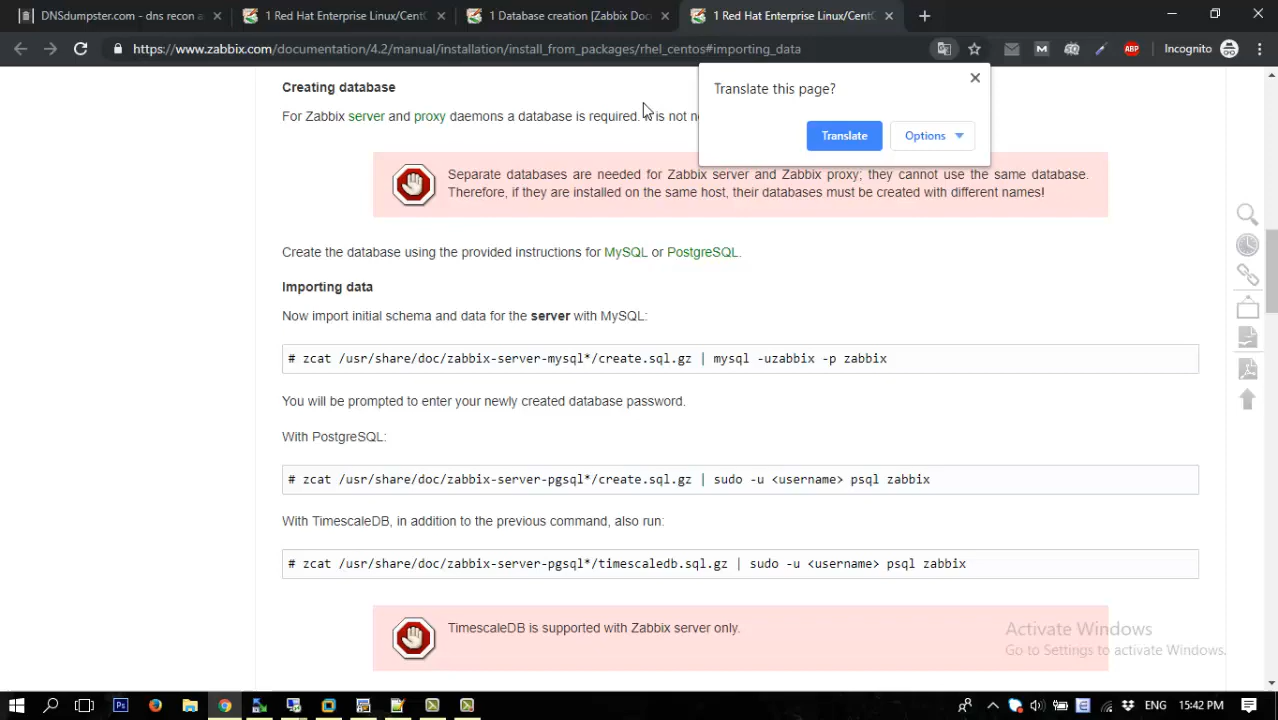 DNSdumpster.com - dns recon a
1 Red Hat Enterprise Linux/CentO
1 Database creation [Zabbix Doc
1 Red Hat Enterprise Linux/CentO
https://www.zabbix.com/documentation/4.2/manual/installation/install_from_packages/rhel_centos#importing_data
M
ABP
Incognito
Translate this page?
Translate
Options
Creating database
For Zabbix server and proxy daemons a database is required. It is not ne
Separate databases are needed for Zabbix server and Zabbix proxy; they cannot use the same database.
Therefore, if they are installed on the same host, their databases must be created with different names!
Create the database using the provided instructions for MySQL or PostgreSQL.
Importing data
Now import initial schema and data for the server with MySQL:
# zcat /usr/share/doc/zabbix-server-mysql*/create.sql.gz | mysql -uzabbix -p zabbix
You will be prompted to enter your newly created database password.
With PostgreSQL:
# zcat /usr/share/doc/zabbix-server-pgsql*/create.sql.gz | sudo -u <username> psql zabbix
With TimescaleDB, in addition to the previous command, also run:
# zcat /usr/share/doc/zabbix-server-pgsql*/timescaledb.sql.gz | sudo -u <username> psql zabbix
TimescaleDB is supported with Zabbix server only.
Activate Windows
Go to Settings to activate Windows.
Ps
ENG
15:42 PM